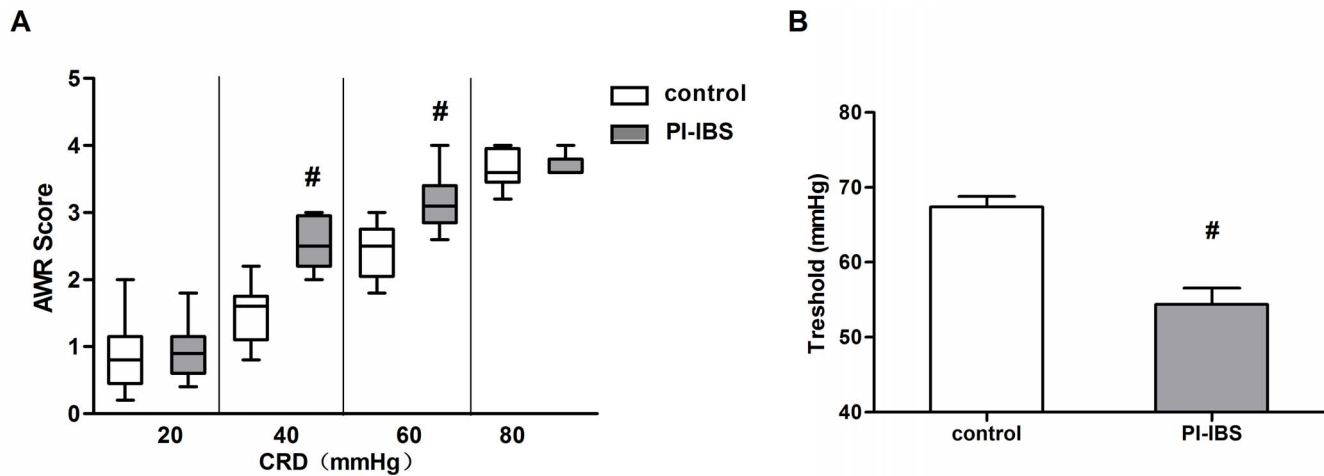 A
B
5
4
3
2
1
0
AWR Score
#
#
control
PI-IBS
20
40
60
80
CRD（mmHg）
80
70
60
50
40
Treshold (mmHg)
#
control
PI-IBS